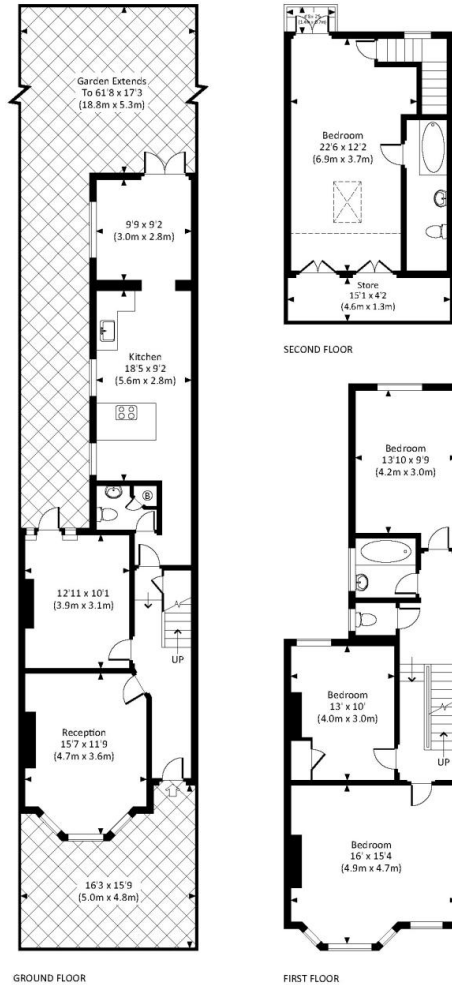 Garden Extends
To 61'8 x 17'3
(18.8m x 5.3m)
9'9 x 9'2
(3.0m x 2.8m)
Kitchen
18'5 x 9'2
(5.6m x 2.8m)
B
12'11 x 10'1
(3.9m x 3.1m)
UP
Reception
15'7 x 11'9
(4.7m x 3.6m)
16'3 x 15'9
(5.0m x 4.8m)
GROUND FLOOR
Bedroom
22'6 x 12'2
(6.9m x 3.7m)
Store
15'1 x 4'2
(4.6m x 1.3m)
SECOND FLOOR
Bedroom
13'10 x 9'9
(4.2m x 3.0m)
Bedroom
13' x 10'
(4.0m x 3.0m)
UP
Bedroom
16' x 15'4
(4.9m x 4.7m)
FIRST FLOOR